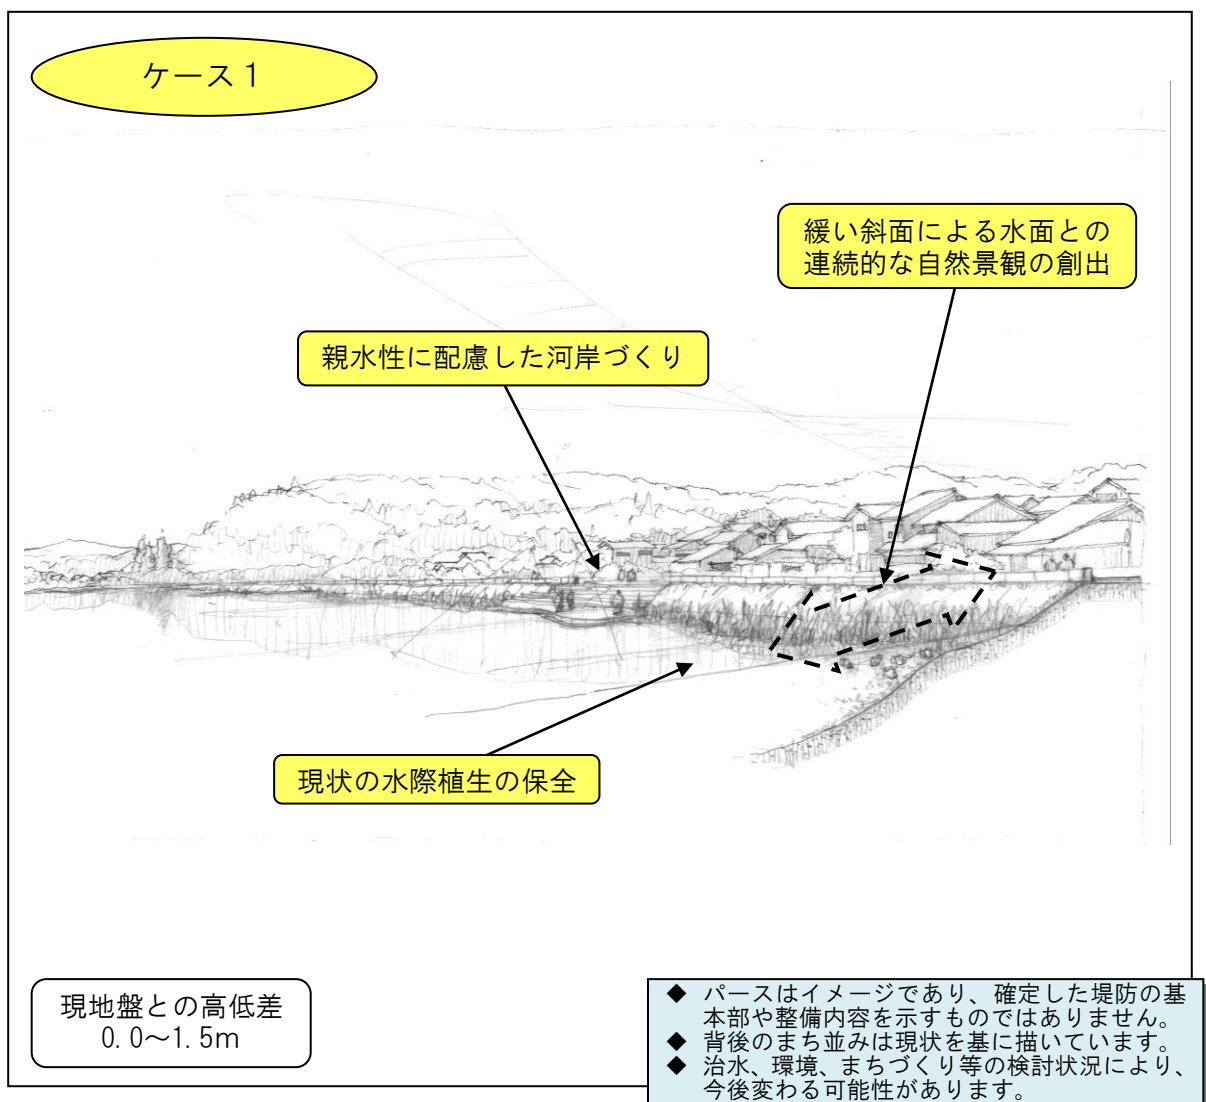 ケース１
緩い斜面による水面との
連続的な自然景観の創出
親水性に配慮した河岸づくり
現状の水際植生の保全
現地盤との高低差
0.0～1.5m
◆ パースはイメージであり、確定した堤防の基
本部や整備内容を示すものではありません。
◆ 背後のまち並みは現状を基に描いています。
◆ 治水、環境、まちづくり等の検討状況により、
今後変わる可能性があります。